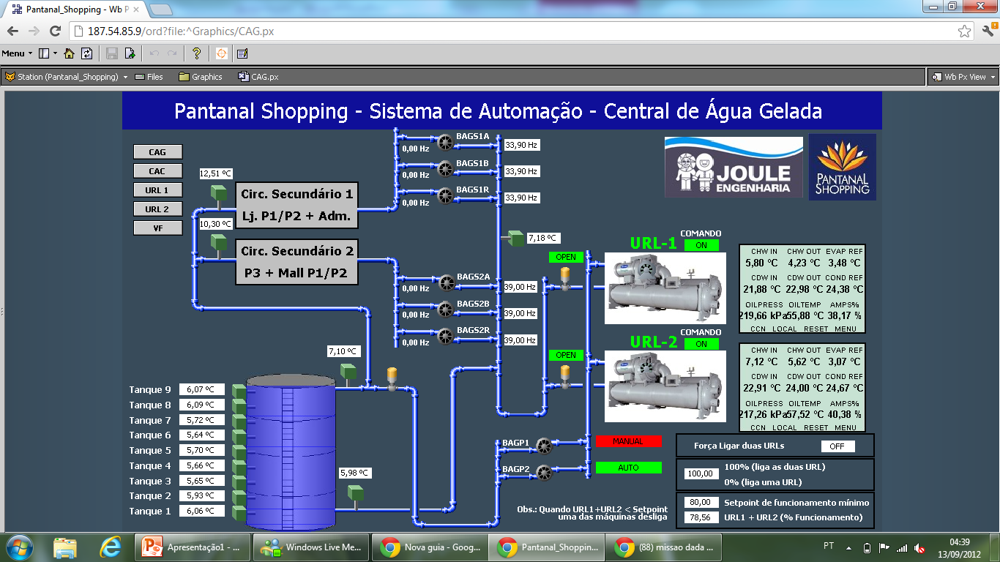 Pantanal_Shopping - Wb P
187.54.85.9/ord?file:^Graphics/CAG.px
Menu
Station (Pantanal_Shopping) Files Graphics CAG.px Wb Px View
Pantanal Shopping - Sistema de Automação - Central de Água Gelada
CAG
CAC
URL 1
URL 2
VF
12,51 ºC
Circ. Secundário 1
Lj. P1/P2 + Adm.
10,30 ºC
Circ. Secundário 2
P3 + Mall P1/P2
BAGS1A
0,00 Hz 33,90 Hz
BAGS1B
0,00 Hz 33,90 Hz
BAGS1R
0,00 Hz 33,90 Hz
7,18 ºC
BAGS2A
0,00 Hz 39,00 Hz
BAGS2B
0,00 Hz 39,00 Hz
BAGS2R
0,00 Hz 39,00 Hz
JOULE
ENGENHARIA
PANTANAL
SHOPPING
COMANDO
URL-1 ON
OPEN
CHW IN CHW OUT EVAP REF
5,80 ºC 4,23 ºC 3,48 ºC
CDW IN CDW OUT COND REF
21,88 ºC 22,98 ºC 24,38 ºC
OILPRESS OILTEMP AMPS%
219,66 kPa 55,88 ºC 38,17 %
CCN LOCAL RESET MENU
COMANDO
URL-2 ON
OPEN
CHW IN CHW OUT EVAP REF
7,12 ºC 5,62 ºC 3,07 ºC
CDW IN CDW OUT COND REF
22,91 ºC 24,00 ºC 24,67 ºC
OILPRESS OILTEMP AMPS%
217,26 kPa 57,52 ºC 40,38 %
CCN LOCAL RESET MENU
7,10 ºC
Tanque 9 6,07 ºC
Tanque 8 6,09 ºC
Tanque 7 5,72 ºC
Tanque 6 5,64 ºC
Tanque 5 5,70 ºC
Tanque 4 5,66 ºC
Tanque 3 5,65 ºC
Tanque 2 5,93 ºC
Tanque 1 6,06 ºC
5,98 ºC
BAGP1 MANUAL
BAGP2 AUTO
Força Ligar duas URLs OFF
100,00 100% (liga as duas URL)
0% (liga uma URL)
80,00 Setpoint de funcionamento mínimo
78,56 URL1 + URL2 (% Funcionamento)
Obs.: Quando URL1+URL2 < Setpoint
uma das máquinas desliga
Apresentação1 - ... Windows Live Me... Nova guia - Goog... Pantanal_Shoppin... (88) missao dada ... PT 04:39
13/09/2012